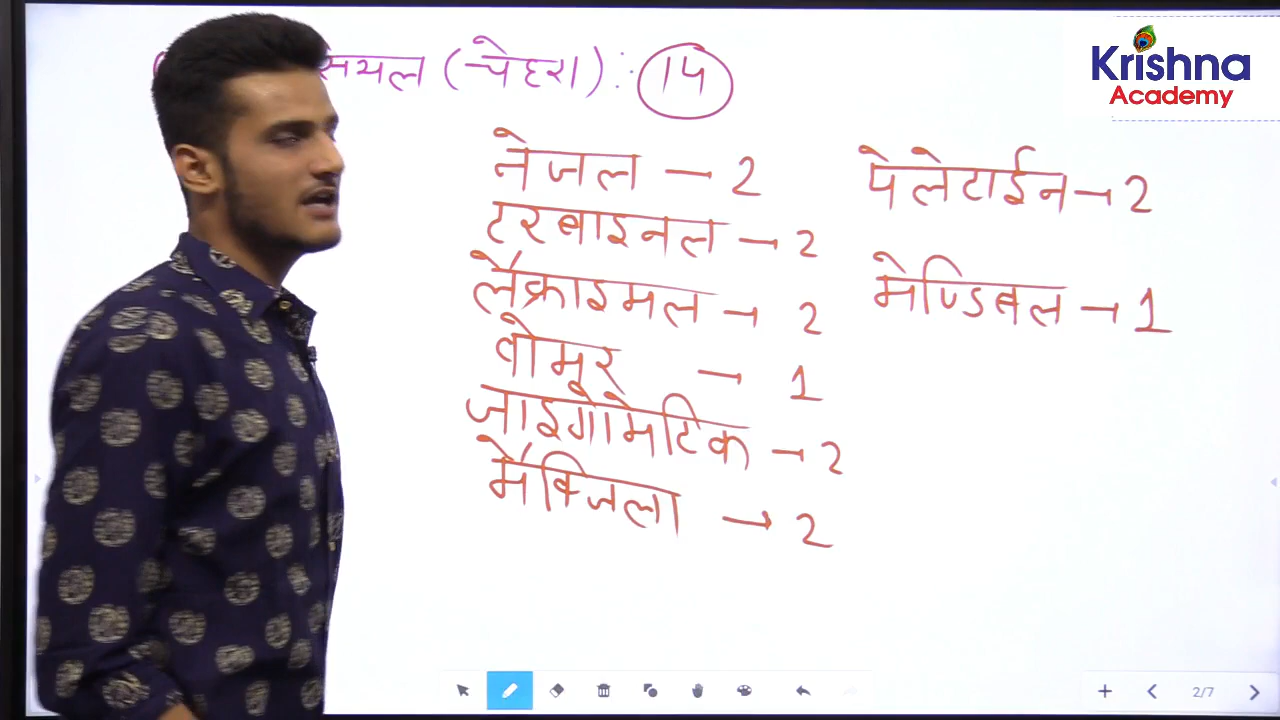 सियल (चेहरा) : 14
नेजल → 2
टरबाइनल → 2
लैक्राइमल → 2
वोमूर → 1
जाइगोमेटिक → 2
मैक्जिला → 2
पेलेटाईन → 2
मेण्डिबल → 1
Krishna
Academy
2/7